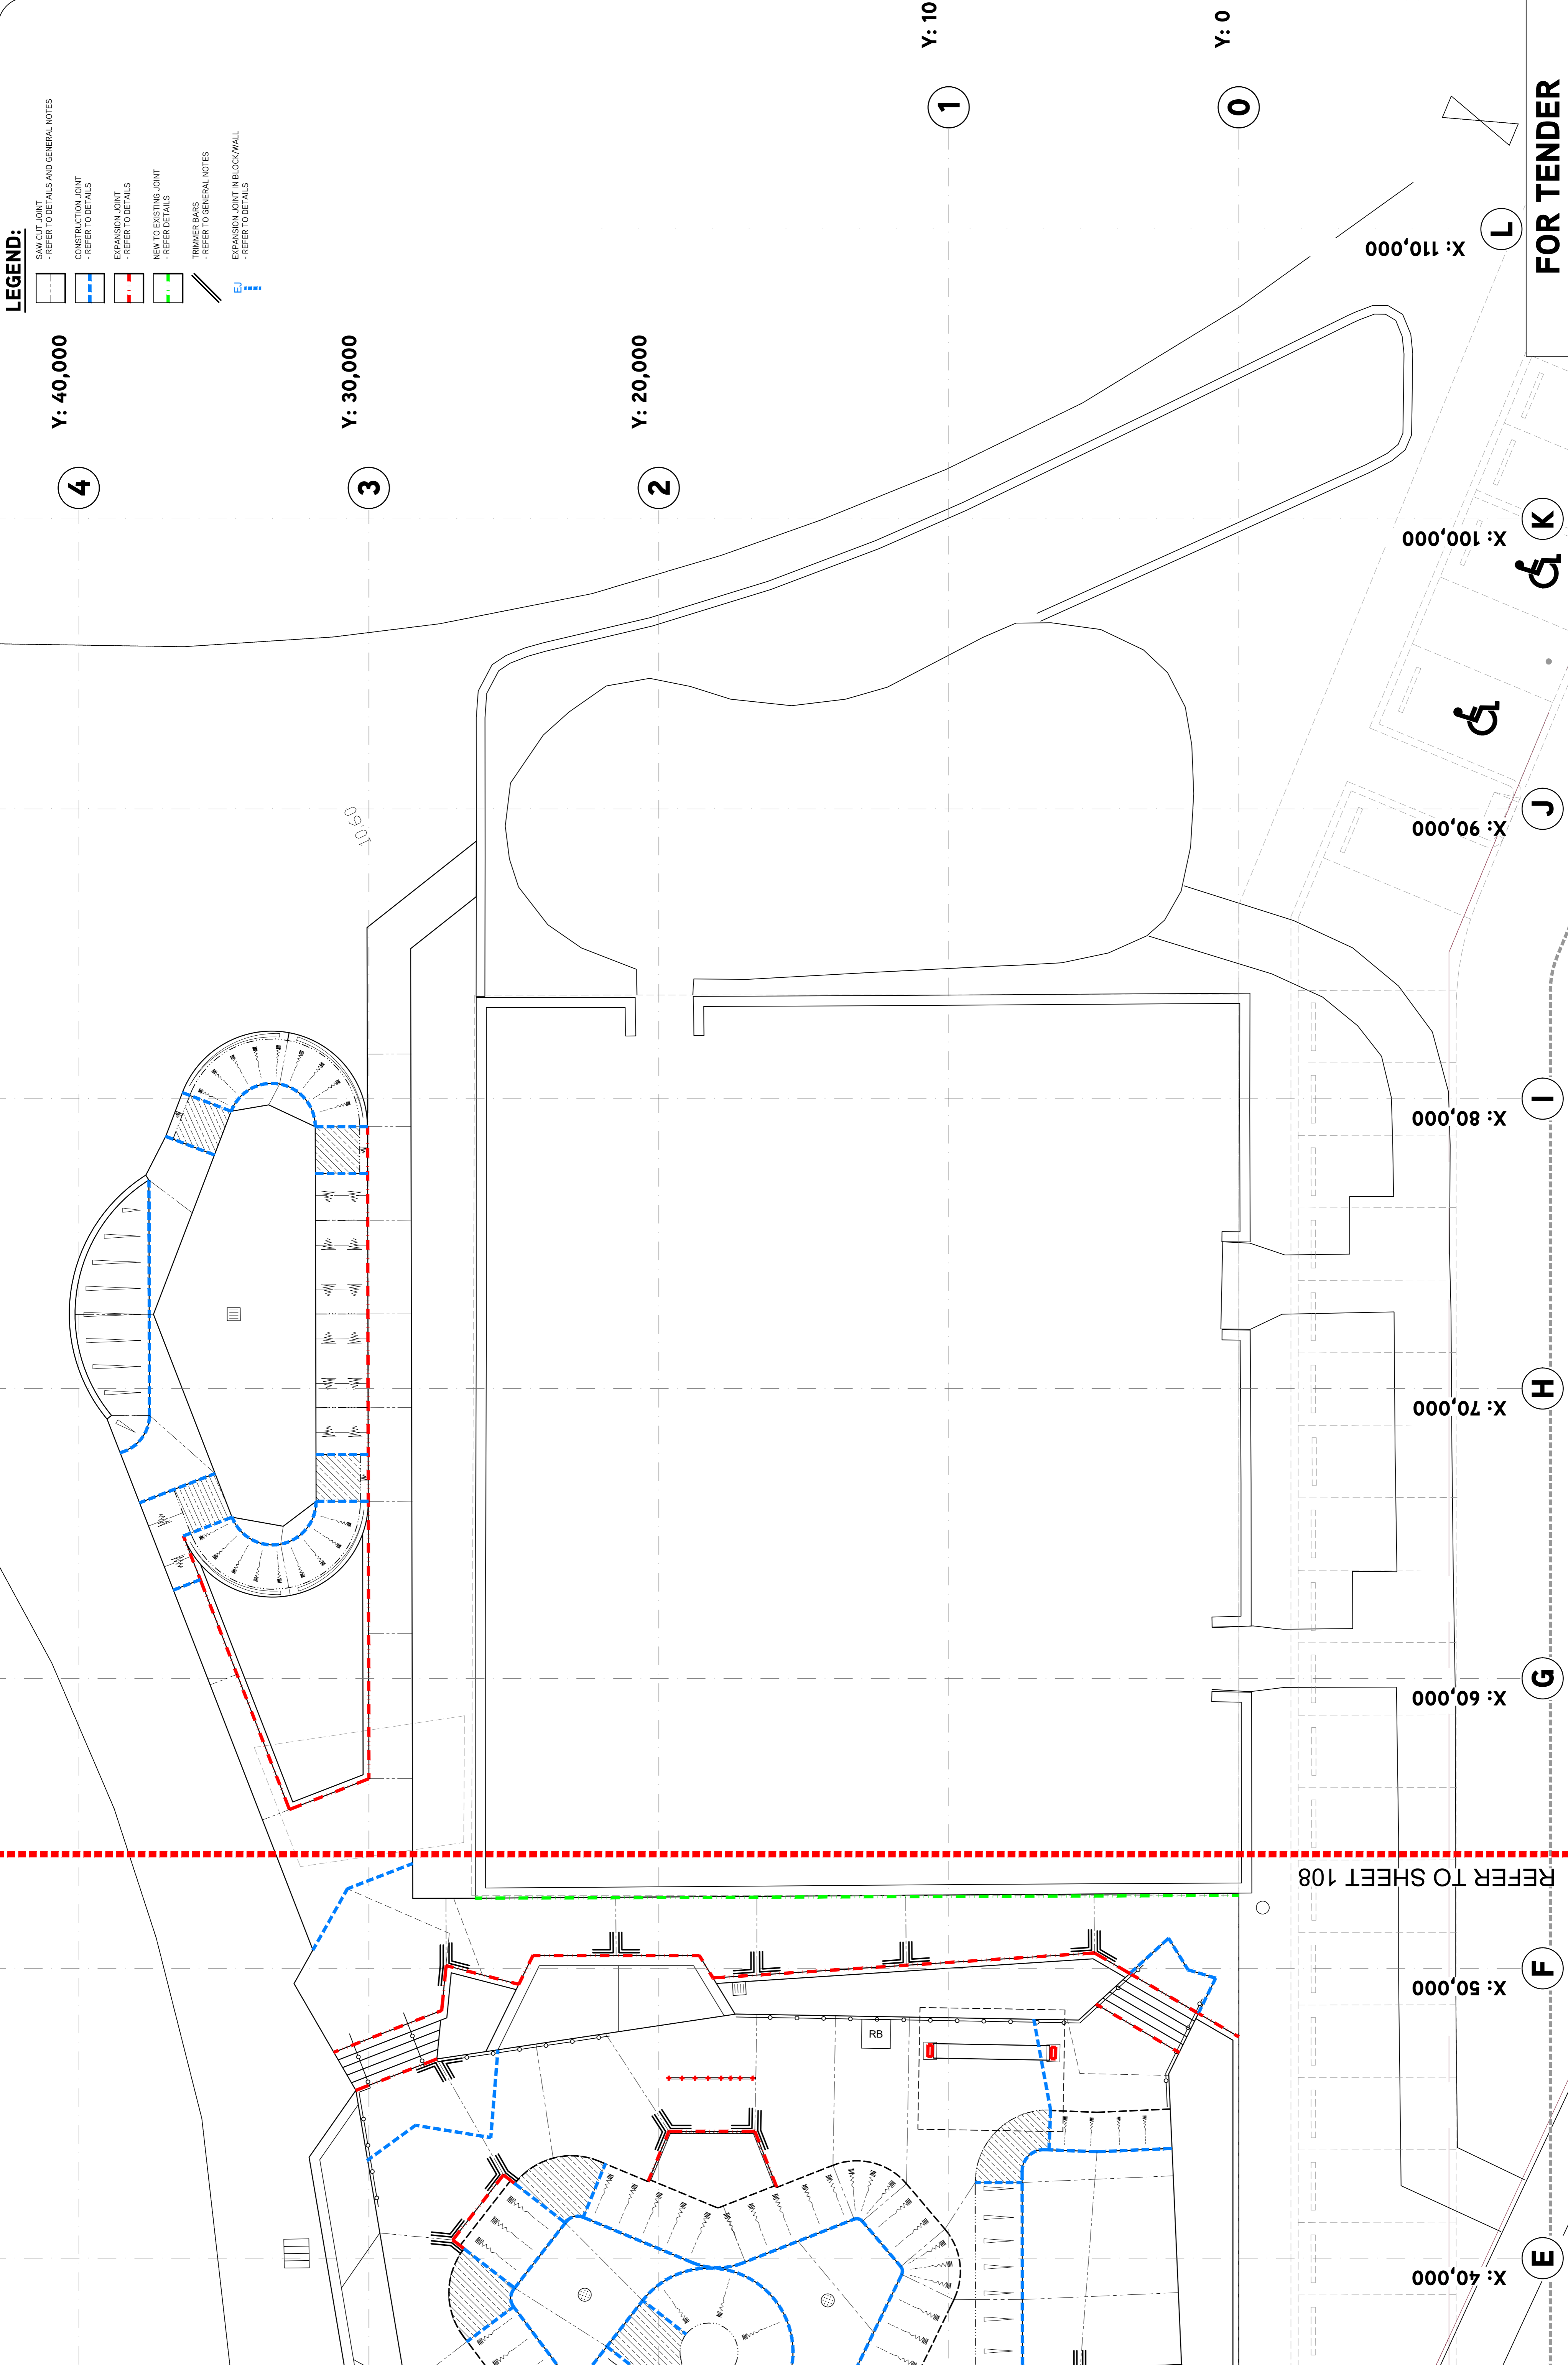 LEGEND:
SAW CUT JOINT
- REFER TO DETAILS AND GENERAL NOTES
CONSTRUCTION JOINT
- REFER TO DETAILS
EXPANSION JOINT
- REFER TO DETAILS
NEW TO EXISTING JOINT
- REFER DETAILS
TRIMMER BARS
- REFER TO GENERAL NOTES
EJ
EXPANSION JOINT IN BLOCK/WALL
- REFER TO DETAILS
Y: 40,000
Y: 30,000
Y: 20,000
Y: 10
Y: 0
4
3
2
1
0
X: 110,000
L
X: 100,000
K
X: 90,000
J
X: 80,000
I
X: 70,000
H
X: 60,000
G
X: 50,000
F
X: 40,000
E
10.60
REFER TO SHEET 108
RB
FOR TENDER